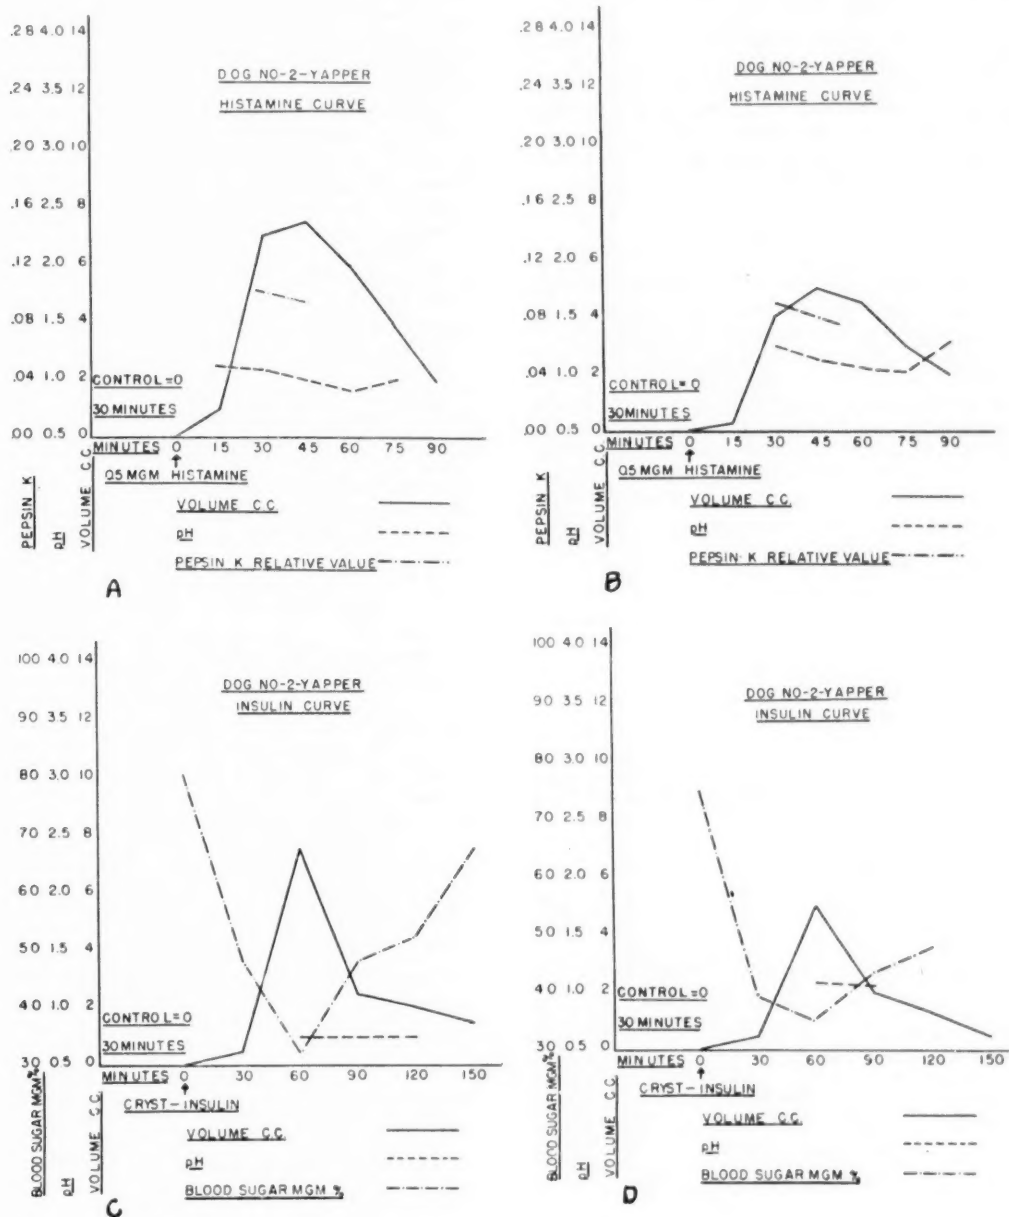 .28 4.0 14
DOG NO-2-YAPPER
.24 3.5 12
HISTAMINE CURVE
.20 3.0 10
.16 2.5 8
.12 2.0 6
.08 1.5 4
CONTROL=0
.04 1.0 2
30 MINUTES
.00 0.5 0
MINUTES 0 15 30 45 60 75 90
PEPSIN K
pH
VOLUME C.C.
0.5 MGM HISTAMINE
VOLUME C.C.
pH
PEPSIN K RELATIVE VALUE
A
.28 4.0 14
DOG NO-2-YAPPER
.24 3.5 12
HISTAMINE CURVE
.20 3.0 10
.16 2.5 8
.12 2.0 6
.08 1.5 4
CONTROL=0
.04 1.0 2
30 MINUTES
.00 0.5 0
MINUTES 0 15 30 45 60 75 90
PEPSIN K
pH
VOLUME C.C.
0.5 MGM HISTAMINE
VOLUME C.C.
pH
PEPSIN K RELATIVE VALUE
B
100 4.0 14
DOG NO-2-YAPPER
INSULIN CURVE
90 3.5 12
80 3.0 10
70 2.5 8
60 2.0 6
50 1.5 4
40 1.0 2
CONTROL=0
30 MINUTES
30 0.5 0
MINUTES 0 30 60 90 120 150
BLOOD SUGAR MGM%
pH
VOLUME C.C.
CRYST-INSULIN
VOLUME C.C.
pH
BLOOD SUGAR MGM %
C
100 4.0 14
DOG NO-2-YAPPER
INSULIN CURVE
90 3.5 12
80 3.0 10
70 2.5 8
60 2.0 6
50 1.5 4
40 1.0 2
CONTROL=0
30 MINUTES
30 0.5 0
MINUTES 0 30 60 90 120 150
BLOOD SUGAR MGM%
pH
VOLUME C.C.
CRYST-INSULIN
VOLUME C.C.
pH
BLOOD SUGAR MGM %
D